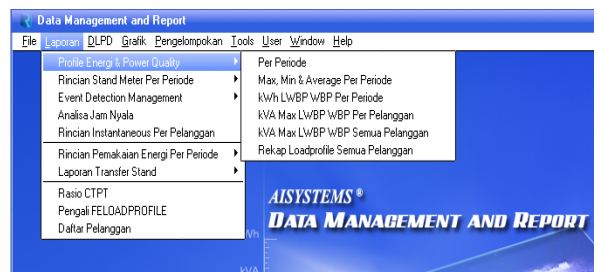 Data Management and Report
File Laporan DLPD Grafik Pengelompokan Tools User Window Help
Profile Energi & Power Quality
Rincian Stand Meter Per Periode
Event Detection Management
Analisa Jam Nyala
Rincian Instantaneous Per Pelanggan
Rincian Pemakaian Energi Per Periode
Laporan Transfer Stand
Rasio CTPT
Pengali FELOADPROFILE
Daftar Pelanggan
Per Periode
Max, Min & Average Per Periode
kWh LWBP WBP Per Periode
kVA Max LWBP WBP Per Pelanggan
kVA Max LWBP WBP Semua Pelanggan
Rekap Loadprofile Semua Pelanggan
AISYSTEMS ®
DATA MANAGEMENT AND REPORT
Wh
kVA